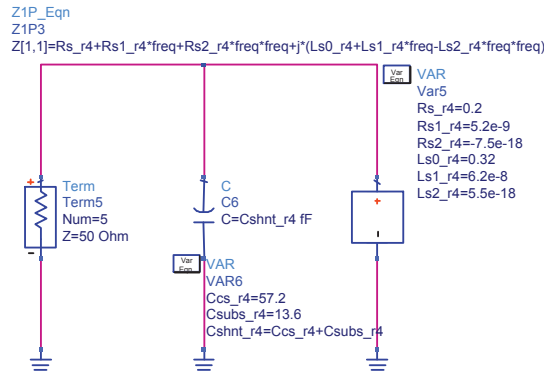 Z1P_Eqn
Z1P3
Z[1,1]=Rs_r4+Rs1_r4*freq+Rs2_r4*freq*freq+j*(Ls0_r4+Ls1_r4*freq-Ls2_r4*freq*freq)
Var
Eqn
VAR
Var5
Rs_r4=0.2
Rs1_r4=5.2e-9
Rs2_r4=-7.5e-18
Ls0_r4=0.32
Ls1_r4=6.2e-8
Ls2_r4=5.5e-18
+
Term
Term5
Num=5
Z=50 Ohm
-
C
C6
C=Cshnt_r4 fF
+
-
Var
Eqn
VAR
VAR6
Ccs_r4=57.2
Csubs_r4=13.6
Cshnt_r4=Ccs_r4+Csubs_r4